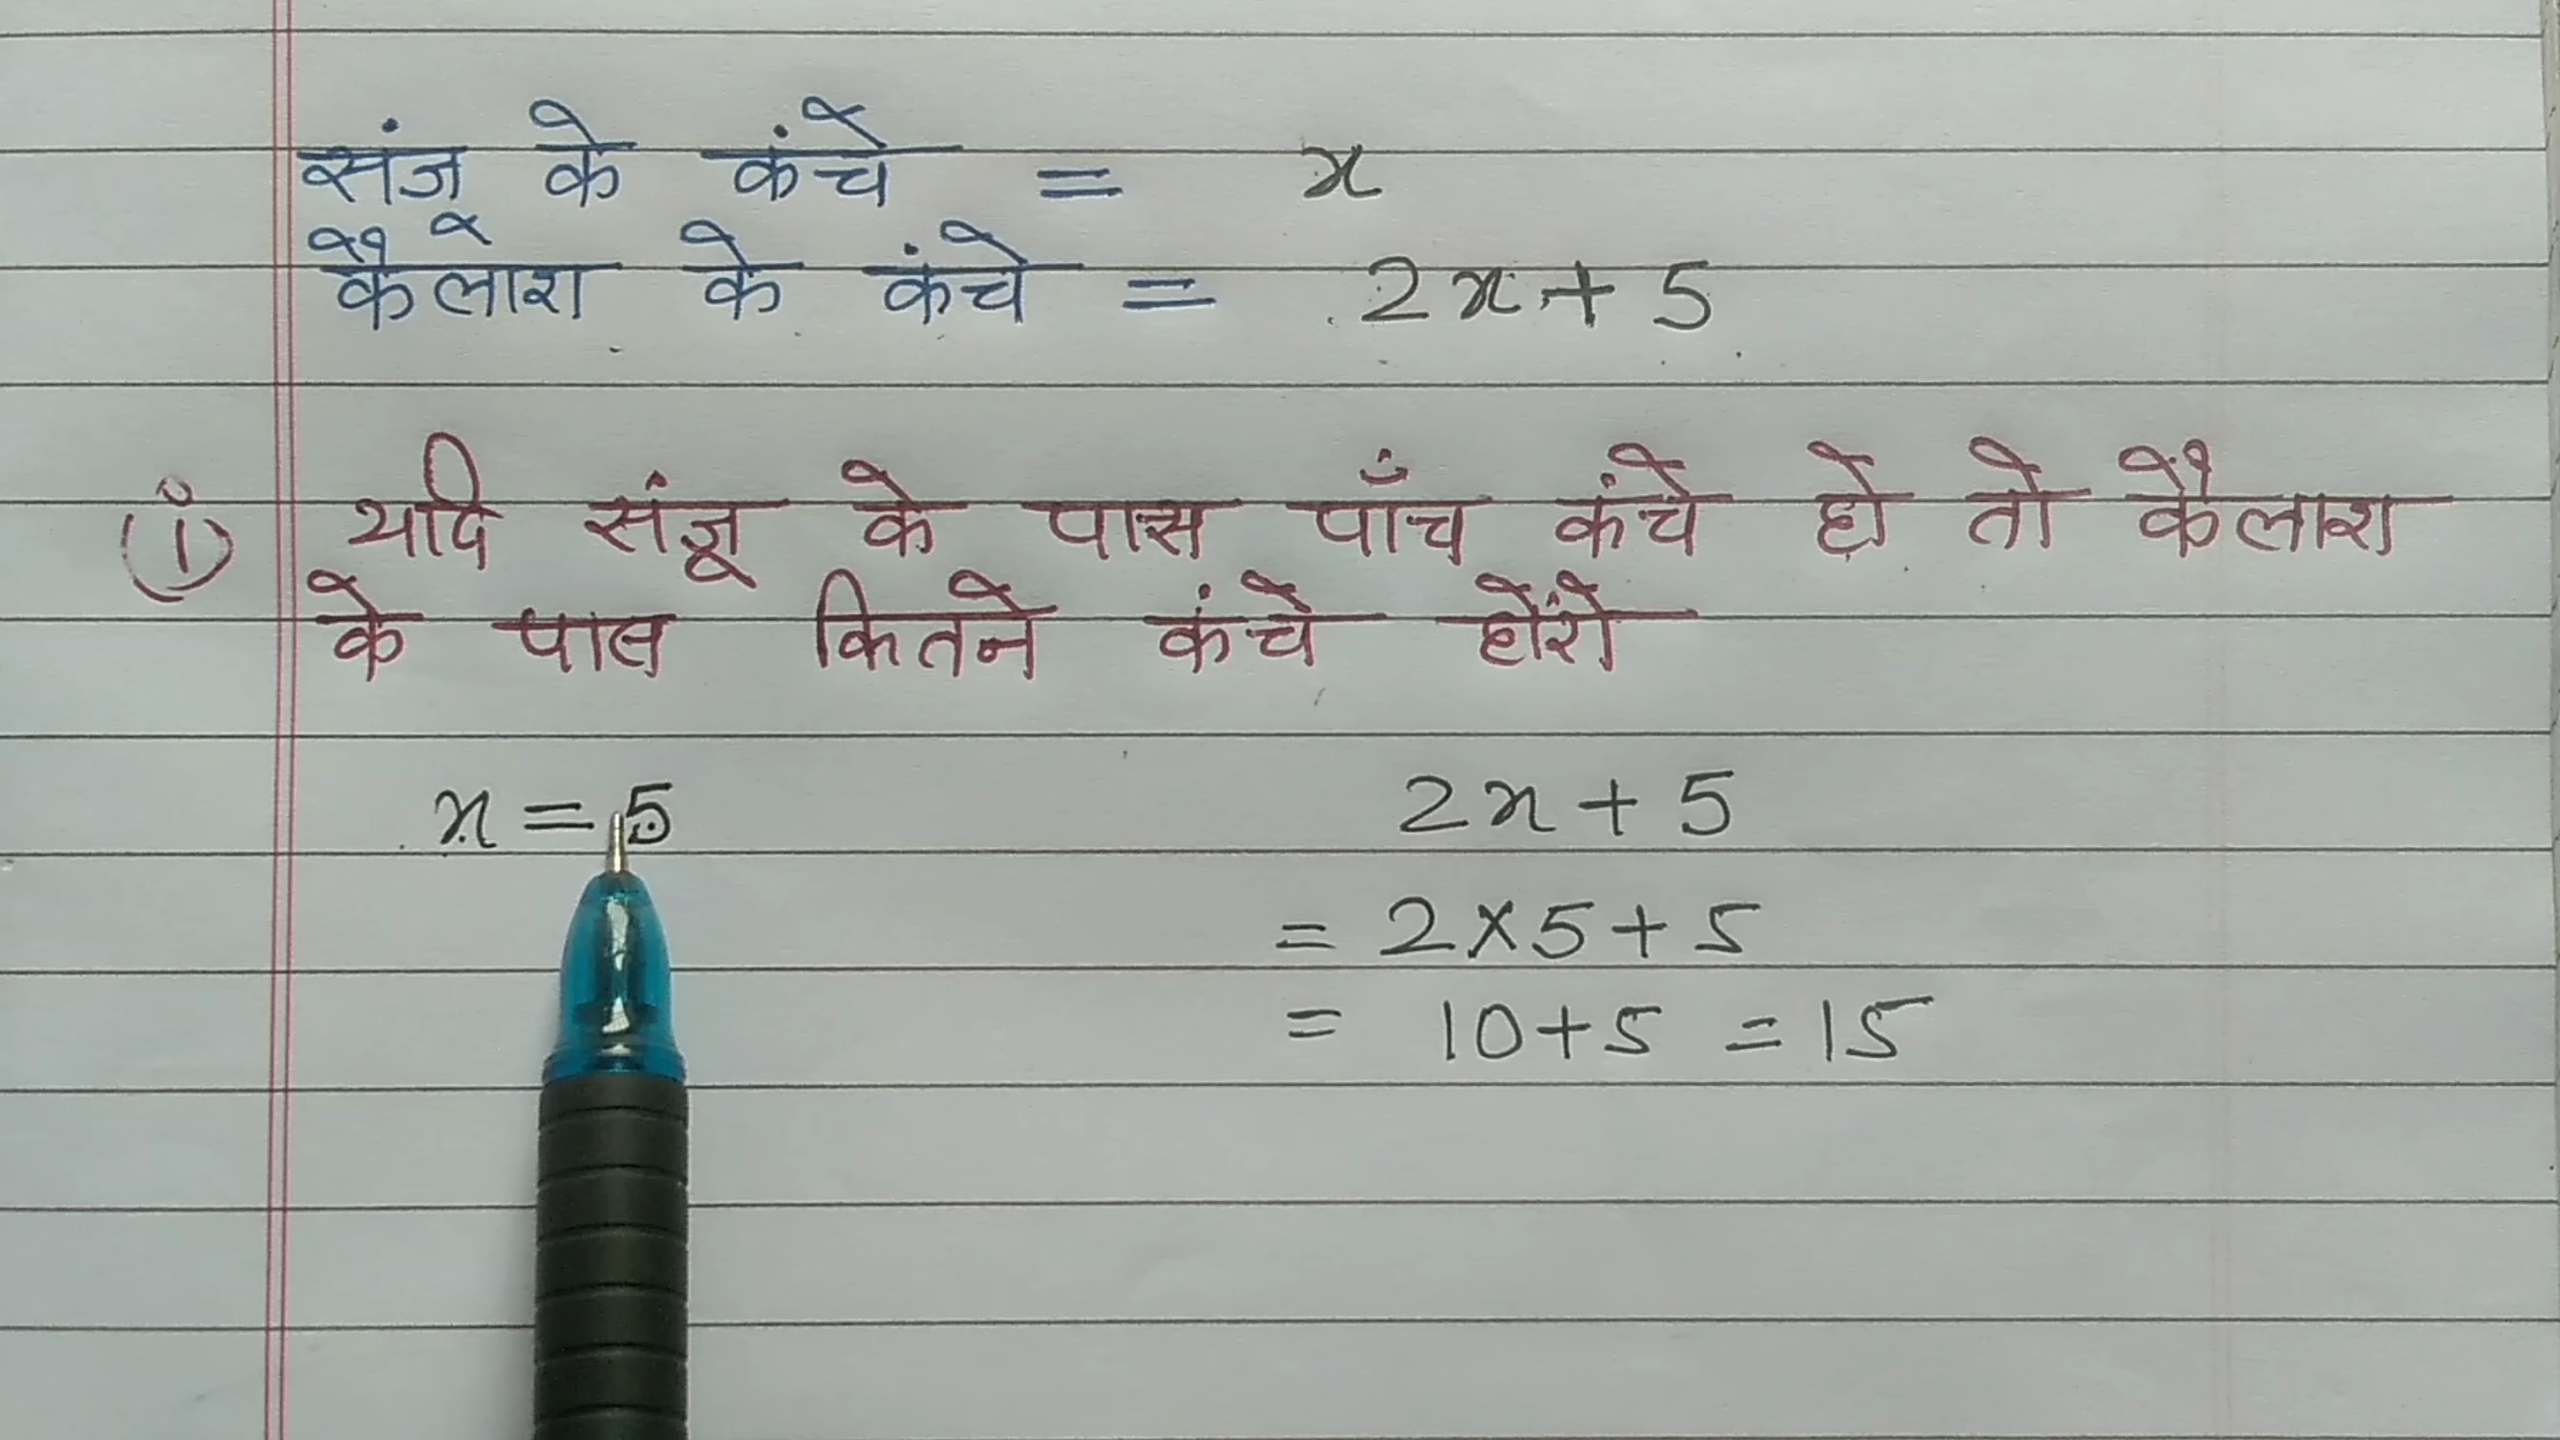 संजू के कंचे = x
कैलाश के कंचे = 2x + 5
(i) यदि संजू के पास पाँच कंचे हो तो कैलाश
के पास कितने कंचे होंगे
x = 5
2x + 5
= 2×5+5
= 10+5 = 15